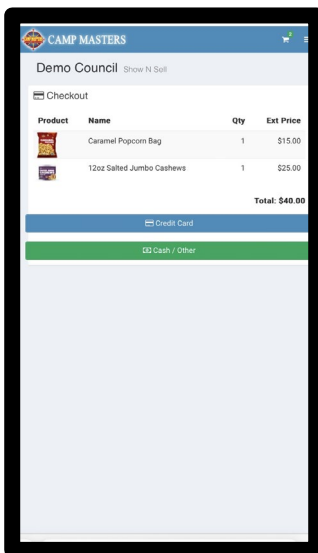 CAMP MASTERS
2
Demo Council Show N Sell
Checkout
Product Name Qty Ext Price
Caramel Popcorn Bag 1 $15.00
12oz Salted Jumbo Cashews 1 $25.00
Total: $40.00
Credit Card
Cash / Other